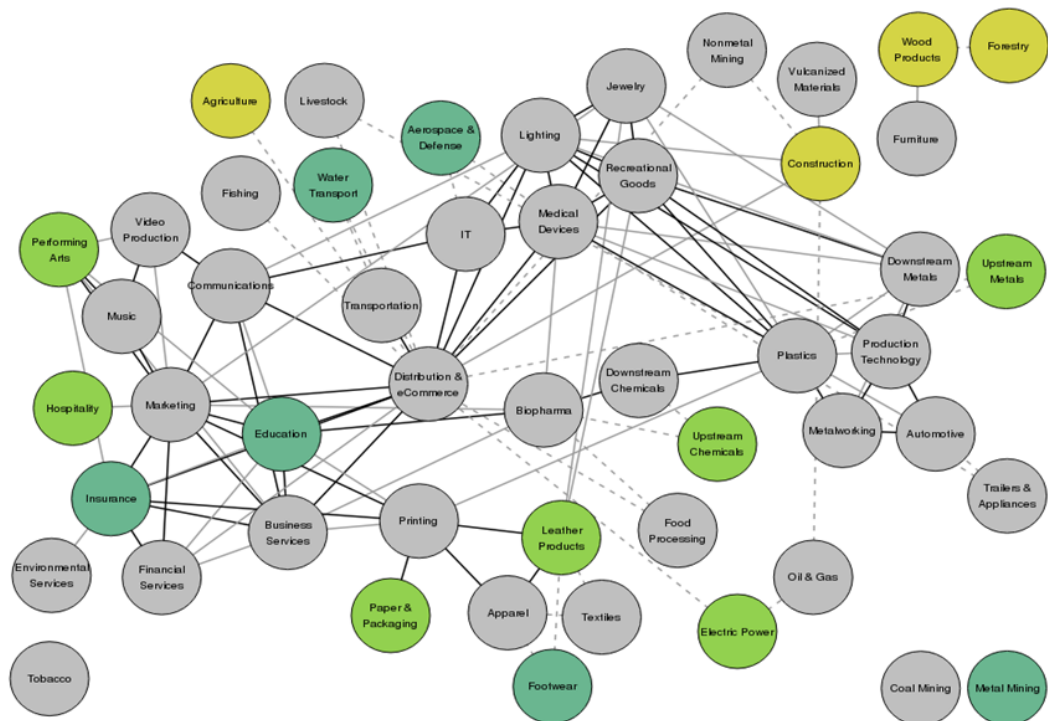 Wood
Products
Forestry
Nonmetal
Mining
Vulcanized
Materials
Jewelry
Agriculture
Livestock
Aerospace &
Defense
Lighting
Furniture
Construction
Recreational
Goods
Water
Transport
Fishing
Medical
Devices
IT
Video
Production
Performing
Arts
Downstream
Metals
Upstream
Metals
Communications
Transportation
Music
Plastics
Production
Technology
Distribution &
eCommerce
Downstream
Chemicals
Hospitality
Marketing
Biopharma
Education
Metalworking
Automotive
Upstream
Chemicals
Insurance
Trailers &
Appliances
Business
Services
Printing
Leather
Products
Food
Processing
Environmental
Services
Financial
Services
Oil & Gas
Paper &
Packaging
Apparel
Textiles
Electric Power
Tobacco
Footwear
Coal Mining
Metal Mining